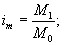 i_m = M_1 / M_0;